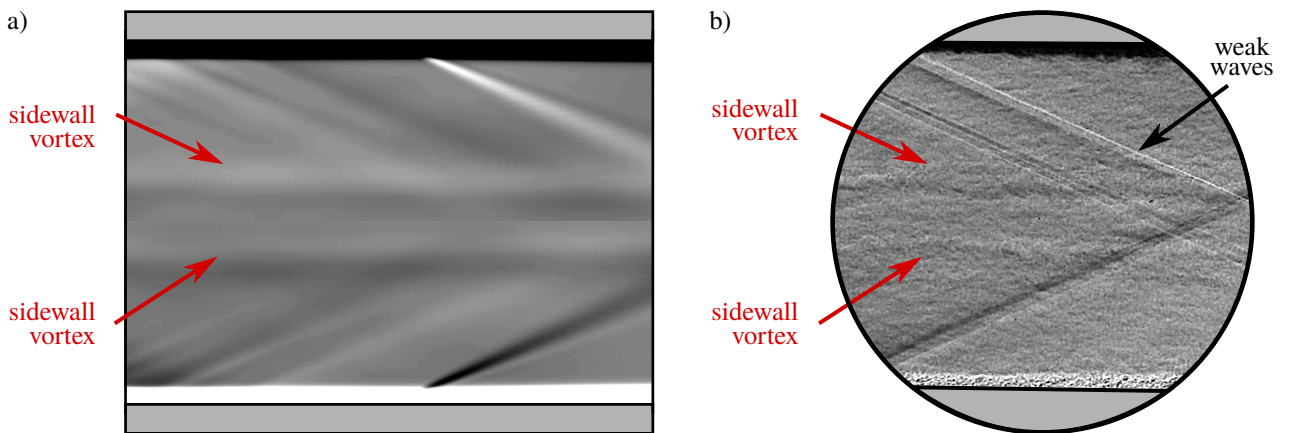 a)
sidewall
vortex
sidewall
vortex
b)
weak
waves
sidewall
vortex
sidewall
vortex